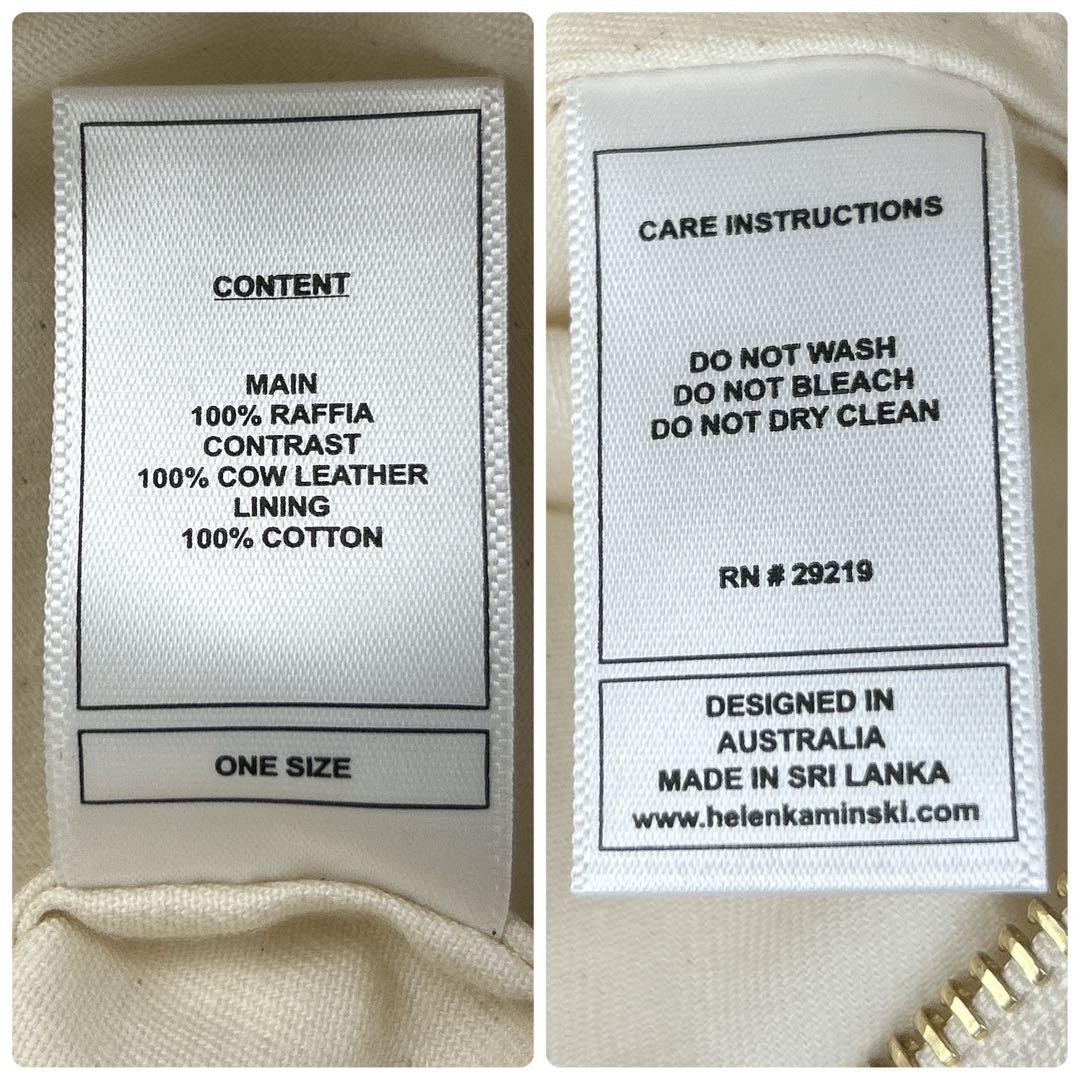 CONTENT
MAIN
100% RAFFIA
CONTRAST
100% COW LEATHER
LINING
100% COTTON
ONE SIZE
CARE INSTRUCTIONS
DO NOT WASH
DO NOT BLEACH
DO NOT DRY CLEAN
RN # 29219
DESIGNED IN
AUSTRALIA
MADE IN SRI LANKA
www.helenkaminski.com